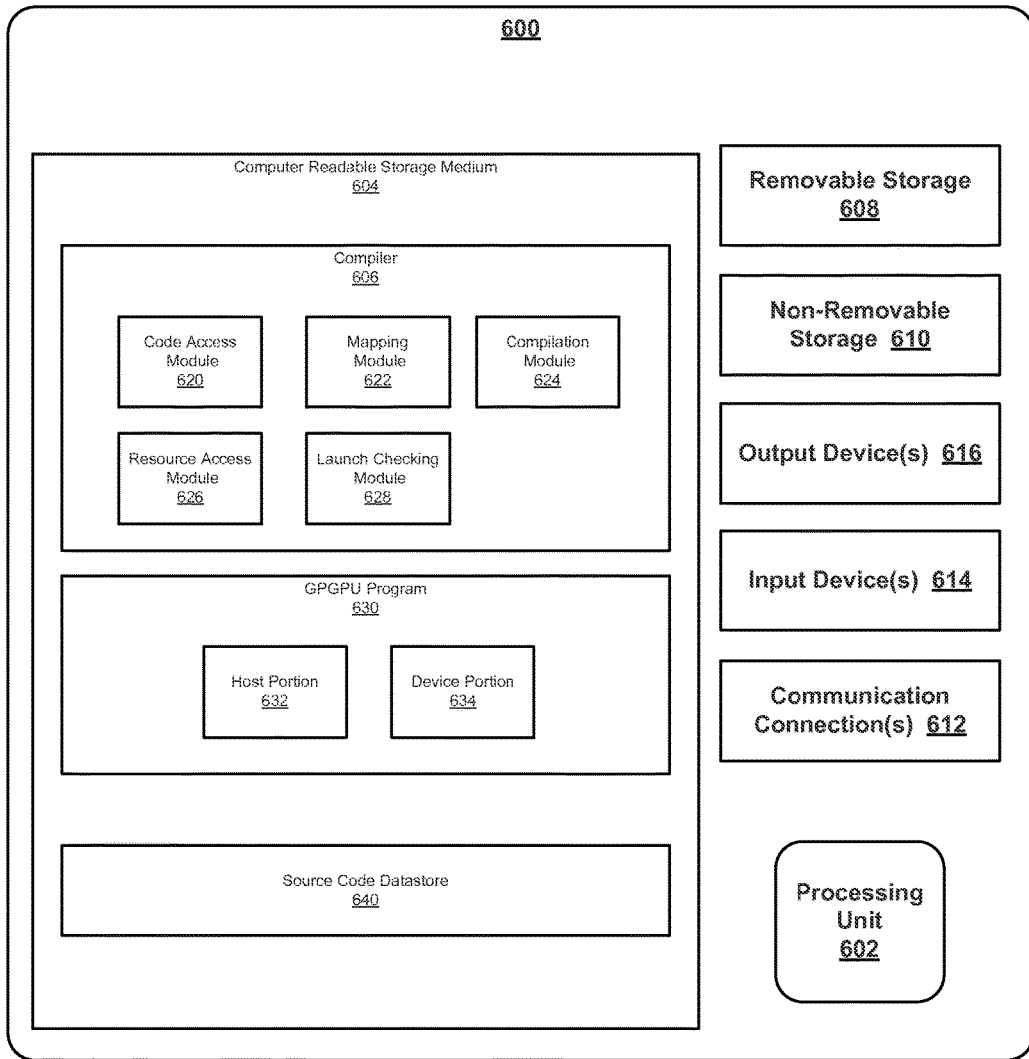 600
Computer Readable Storage Medium
604
Compiler
606
Code Access
Module
620
Mapping
Module
622
Compilation
Module
624
Resource Access
Module
626
Launch Checking
Module
628
GPGPU Program
630
Host Portion
632
Device Portion
634
Source Code Datastore
640
Removable Storage
608
Non-Removable
Storage 610
Output Device(s) 616
Input Device(s) 614
Communication
Connection(s) 612
Processing
Unit
602